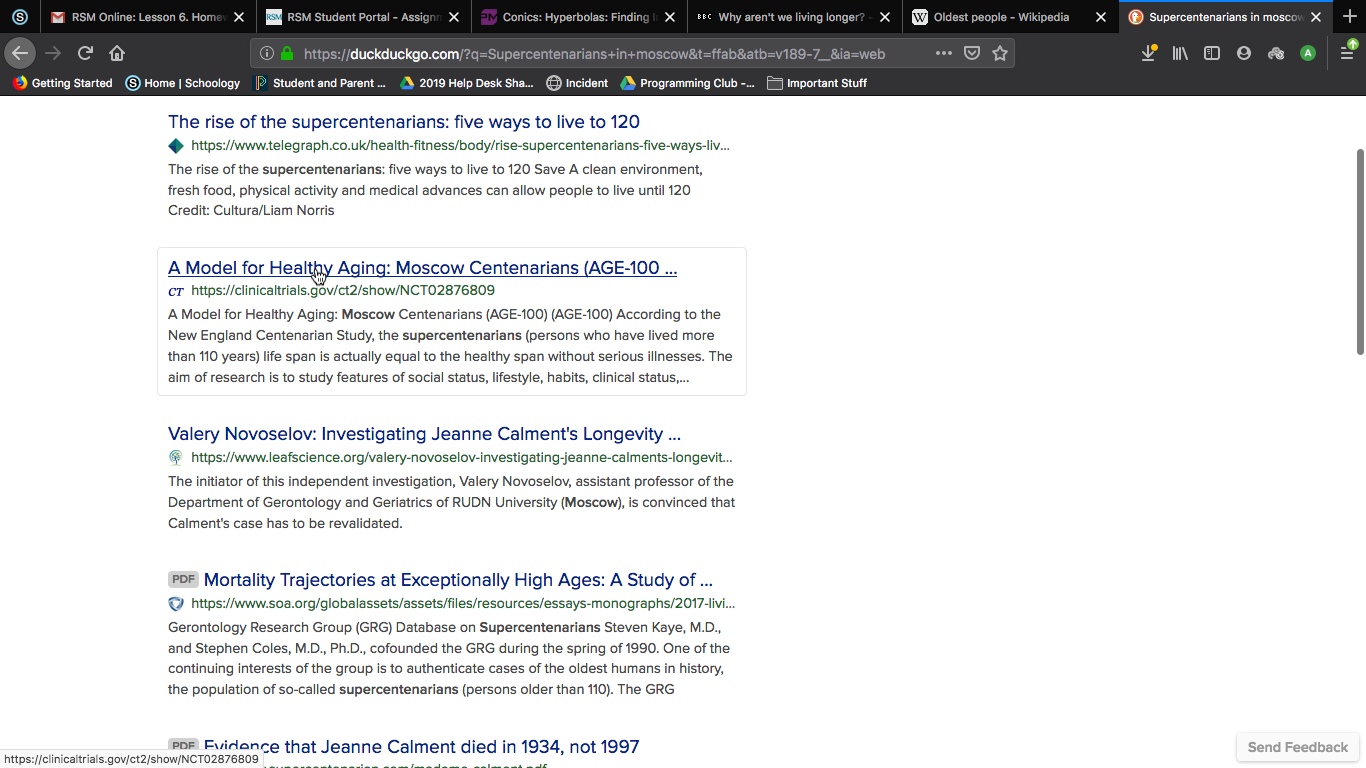 RSM Online: Lesson 6. Home
RSM Student Portal - Assign
Conics: Hyperbolas: Finding
BBC Why aren't we living longer? -
Oldest people - Wikipedia
Supercentenarians in moscow
https://duckduckgo.com/?q=Supercentenarians+in+moscow&t=ffab&atb=v189-7__&ia=web
Getting Started
Home | Schoology
Student and Parent ...
2019 Help Desk Sha...
Incident
Programming Club -...
Important Stuff
The rise of the supercentenarians: five ways to live to 120
https://www.telegraph.co.uk/health-fitness/body/rise-supercentenarians-five-ways-liv...
The rise of the supercentenarians: five ways to live to 120 Save A clean environment,
fresh food, physical activity and medical advances can allow people to live until 120
Credit: Cultura/Liam Norris
A Model for Healthy Aging: Moscow Centenarians (AGE-100 ...
CT https://clinicaltrials.gov/ct2/show/NCT02876809
A Model for Healthy Aging: Moscow Centenarians (AGE-100) (AGE-100) According to the
New England Centenarian Study, the supercentenarians (persons who have lived more
than 110 years) life span is actually equal to the healthy span without serious illnesses. The
aim of research is to study features of social status, lifestyle, habits, clinical status,...
Valery Novoselov: Investigating Jeanne Calment's Longevity ...
https://www.leafscience.org/valery-novoselov-investigating-jeanne-calments-longevit...
The initiator of this independent investigation, Valery Novoselov, assistant professor of the
Department of Gerontology and Geriatrics of RUDN University (Moscow), is convinced that
Calment's case has to be revalidated.
PDF Mortality Trajectories at Exceptionally High Ages: A Study of ...
https://www.soa.org/globalassets/assets/files/resources/essays-monographs/2017-livi...
Gerontology Research Group (GRG) Database on Supercentenarians Steven Kaye, M.D.,
and Stephen Coles, M.D., Ph.D., cofounded the GRG during the spring of 1990. One of the
continuing interests of the group is to authenticate cases of the oldest humans in history,
the population of so-called supercentenarians (persons older than 110). The GRG
PDF Evidence that Jeanne Calment died in 1934, not 1997
Send Feedback
https://clinicaltrials.gov/ct2/show/NCT02876809